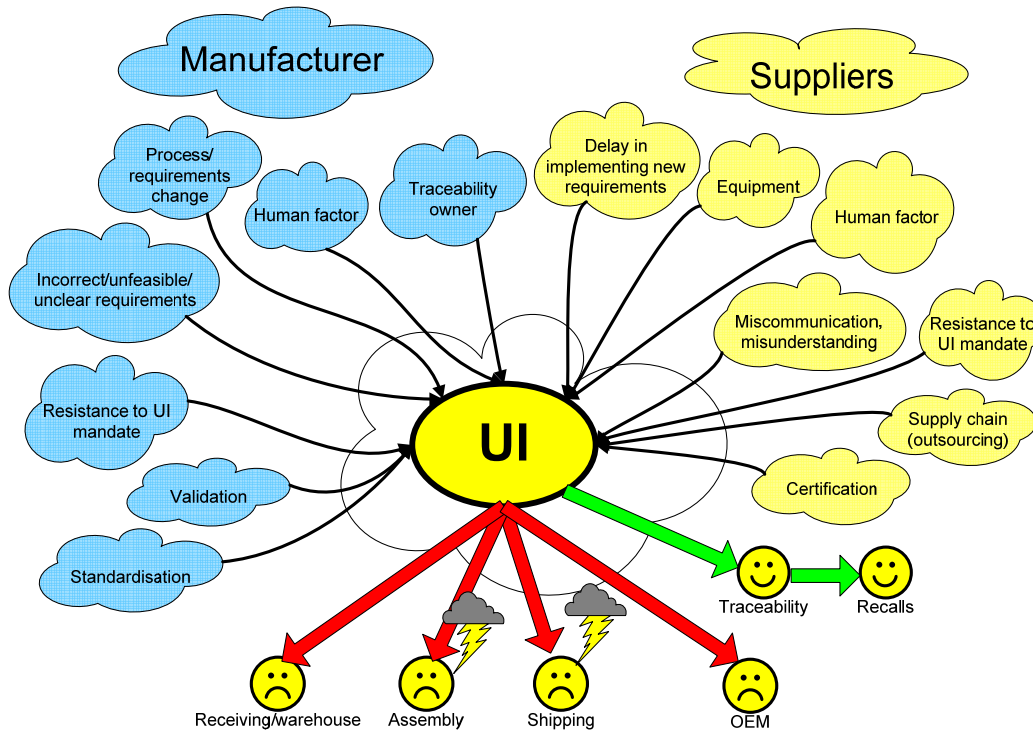 Manufacturer
Suppliers
Process/
requirements
change
Human factor
Traceability
owner
Delay in
implementing new
requirements
Equipment
Human factor
Incorrect/unfeasible/
unclear requirements
Miscommunication,
misunderstanding
Resistance to
UI mandate
Resistance to UI
mandate
UI
Supply chain
(outsourcing)
Validation
Certification
Standardisation
Traceability
Recalls
Receiving/warehouse
Assembly
Shipping
OEM